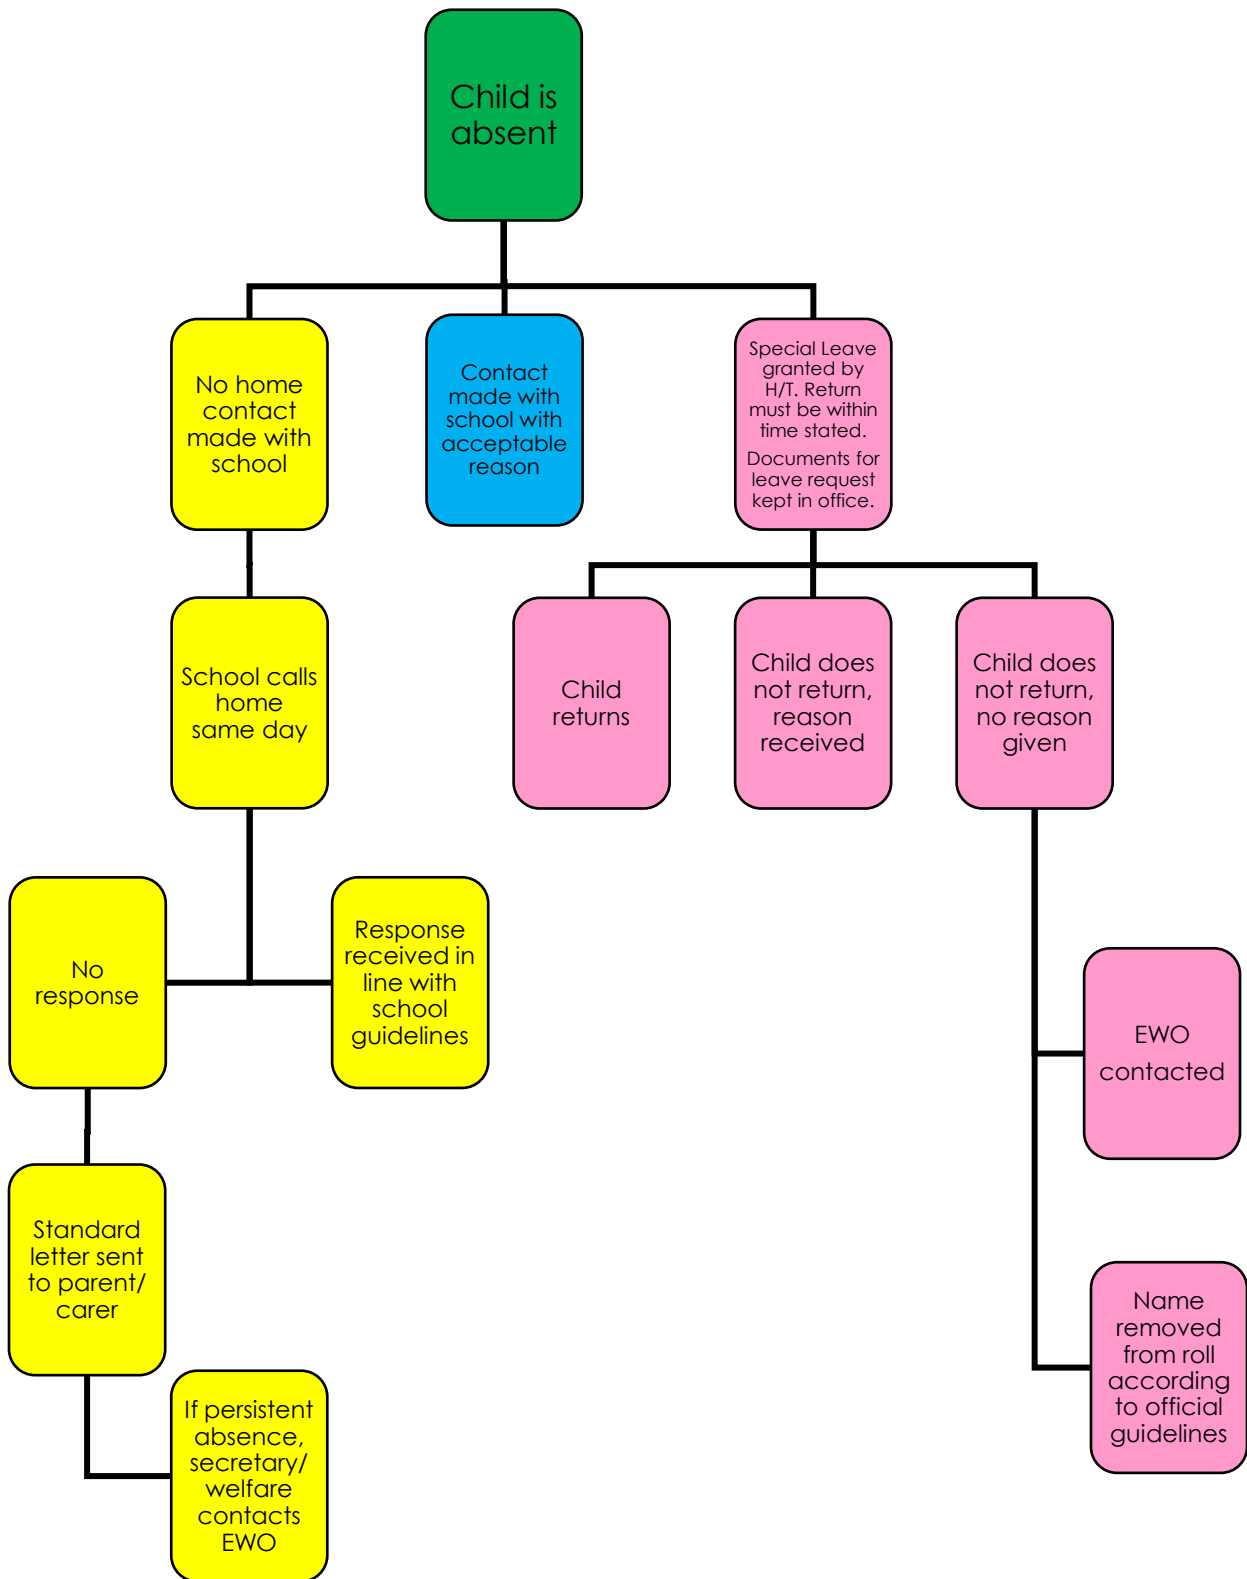 Child is
absent
No home
contact
made with
school
Contact
made with
school with
acceptable
reason
Special Leave
granted by
H/T. Return
must be within
time stated.
Documents for
leave request
kept in office.
School calls
home
same day
Child
returns
Child does
not return,
reason
received
Child does
not return,
no reason
given
No
response
Response
received in
line with
school
guidelines
EWO
contacted
Standard
letter sent
to parent/
carer
Name
removed
from roll
according
to official
guidelines
If persistent
absence,
secretary/
welfare
contacts
EWO